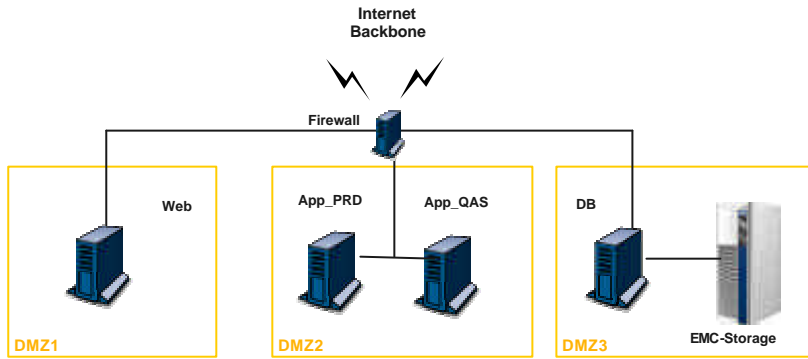 Internet
Backbone
Firewall
Web
App_PRD
App_QAS
DB
EMC-Storage
DMZ1
DMZ2
DMZ3